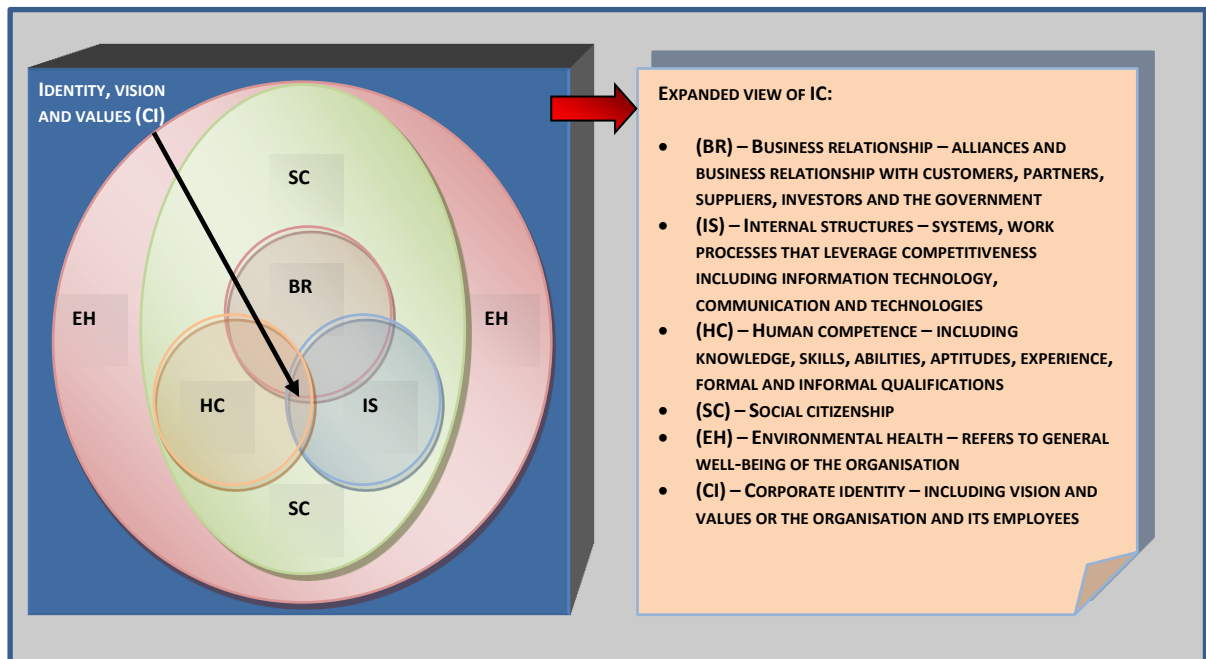 IDENTITY, VISION
AND VALUES (CI)
SC
BR
EH
EH
HC
IS
SC
EXPANDED VIEW OF IC:
• (BR) – BUSINESS RELATIONSHIP – ALLIANCES AND
BUSINESS RELATIONSHIP WITH CUSTOMERS, PARTNERS,
SUPPLIERS, INVESTORS AND THE GOVERNMENT
• (IS) – INTERNAL STRUCTURES – SYSTEMS, WORK
PROCESSES THAT LEVERAGE COMPETITIVENESS
INCLUDING INFORMATION TECHNOLOGY,
COMMUNICATION AND TECHNOLOGIES
• (HC) – HUMAN COMPETENCE – INCLUDING
KNOWLEDGE, SKILLS, ABILITIES, APTITUDES, EXPERIENCE,
FORMAL AND INFORMAL QUALIFICATIONS
• (SC) – SOCIAL CITIZENSHIP
• (EH) – ENVIRONMENTAL HEALTH – REFERS TO GENERAL
WELL-BEING OF THE ORGANISATION
• (CI) – CORPORATE IDENTITY – INCLUDING VISION AND
VALUES OR THE ORGANISATION AND ITS EMPLOYEES